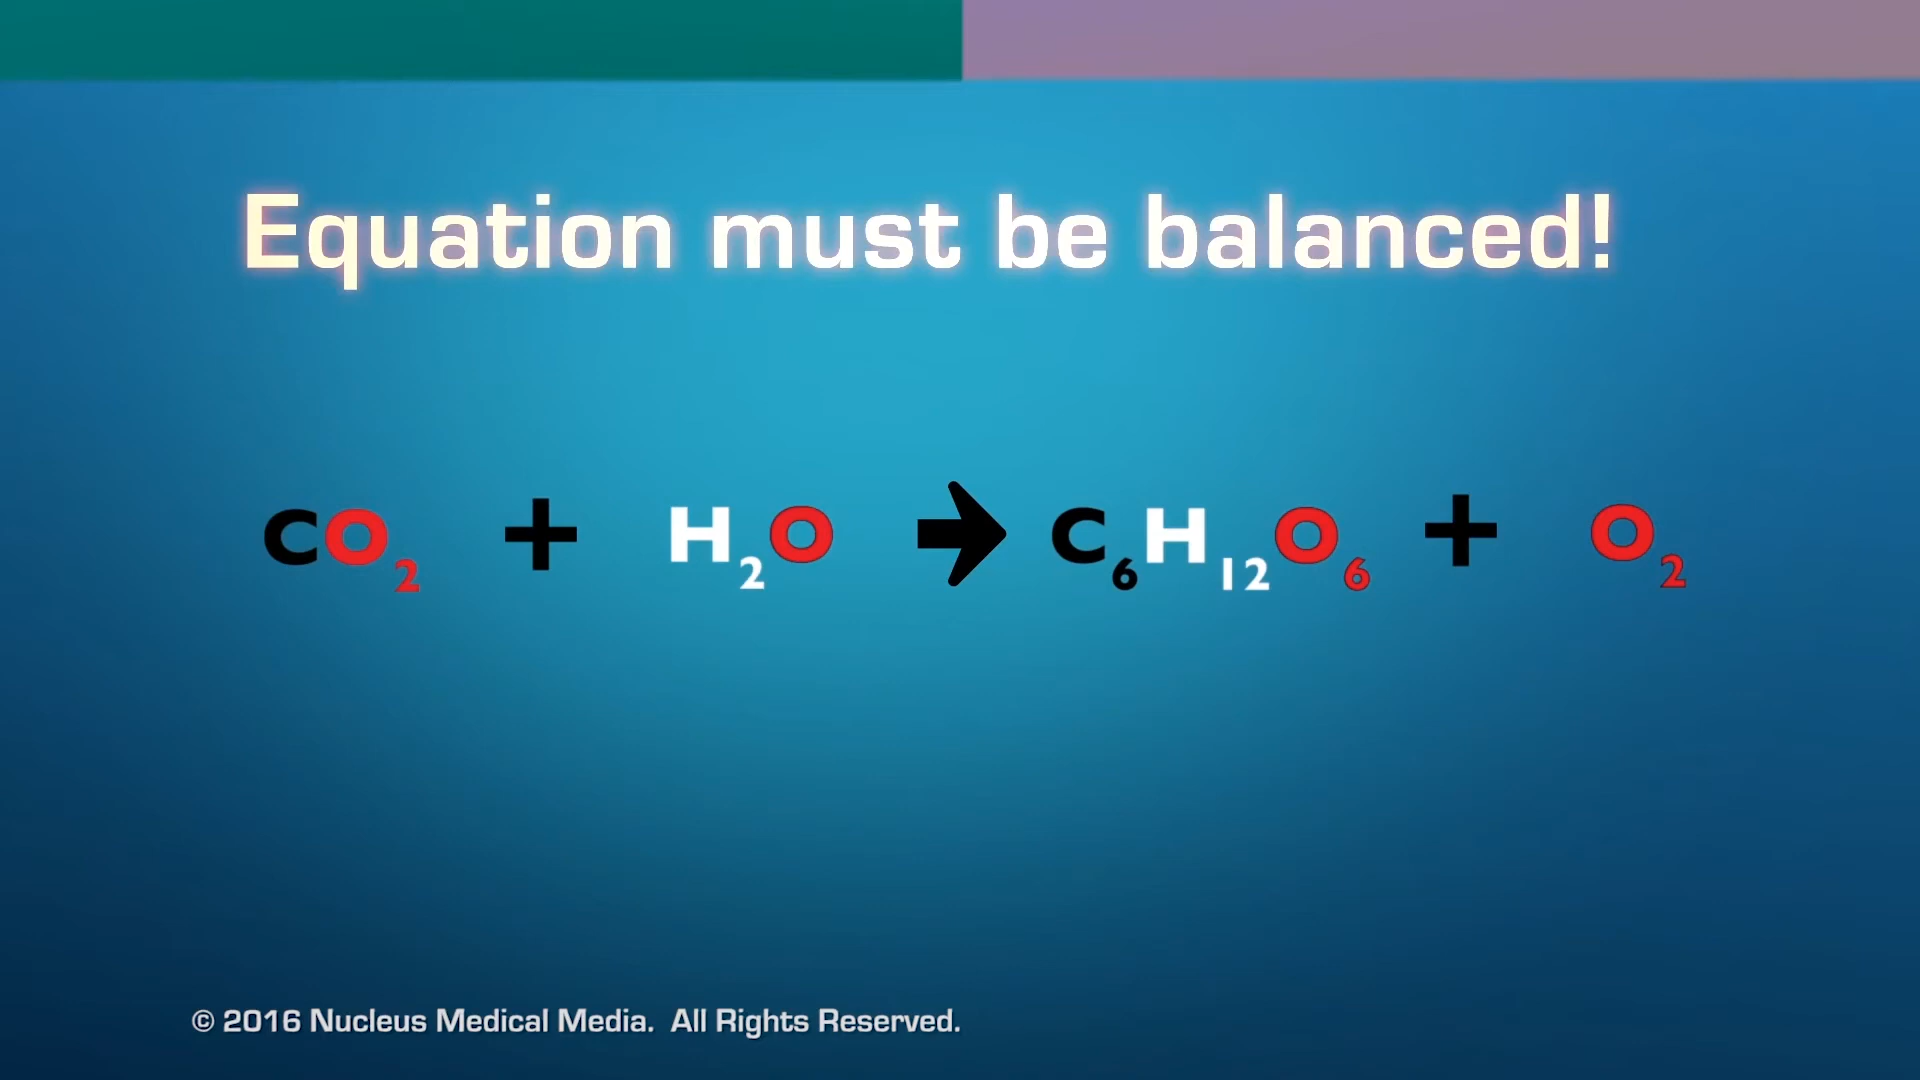 Equation must be balanced!
CO₂ + H₂O → C₆H₁₂O₆ + O₂
© 2016 Nucleus Medical Media. All Rights Reserved.